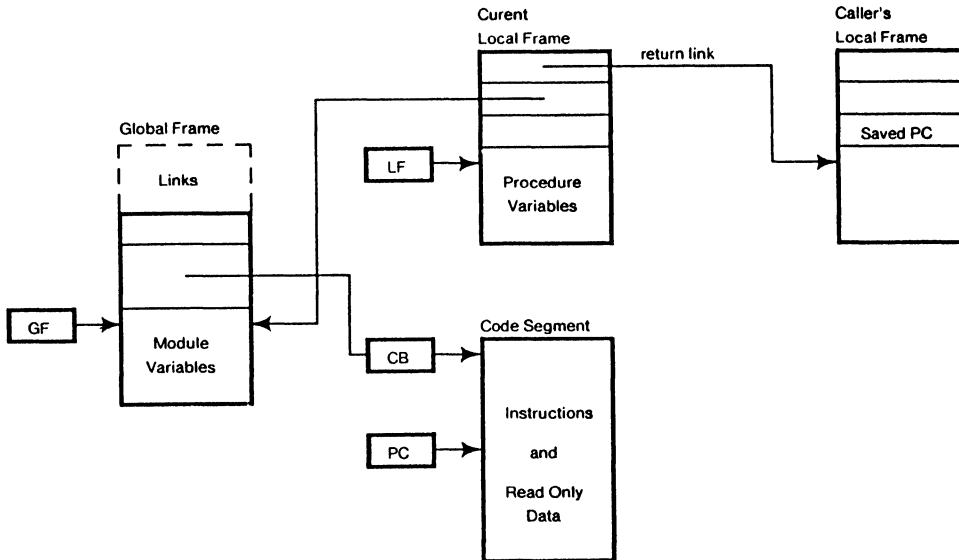 Curent
Local Frame
Caller's
Local Frame
return link
Global Frame
Links
LF
Procedure
Variables
Saved PC
GF
Module
Variables
Code Segment
CB
Instructions
and
Read Only
Data
PC